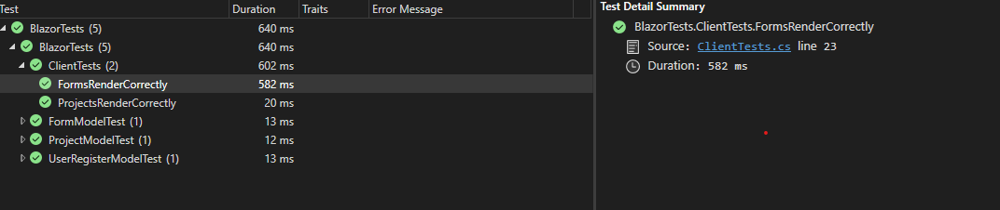 Test Duration Traits Error Message
BlazorTests (5) 640 ms
BlazorTests (5) 640 ms
ClientTests (2) 602 ms
FormsRenderCorrectly 582 ms
ProjectsRenderCorrectly 20 ms
FormModelTest (1) 13 ms
ProjectModelTest (1) 12 ms
UserRegisterModelTest (1) 13 ms
Test Detail Summary
BlazorTests.ClientTests.FormsRenderCorrectly
Source: ClientTests.cs line 23
Duration: 582 ms